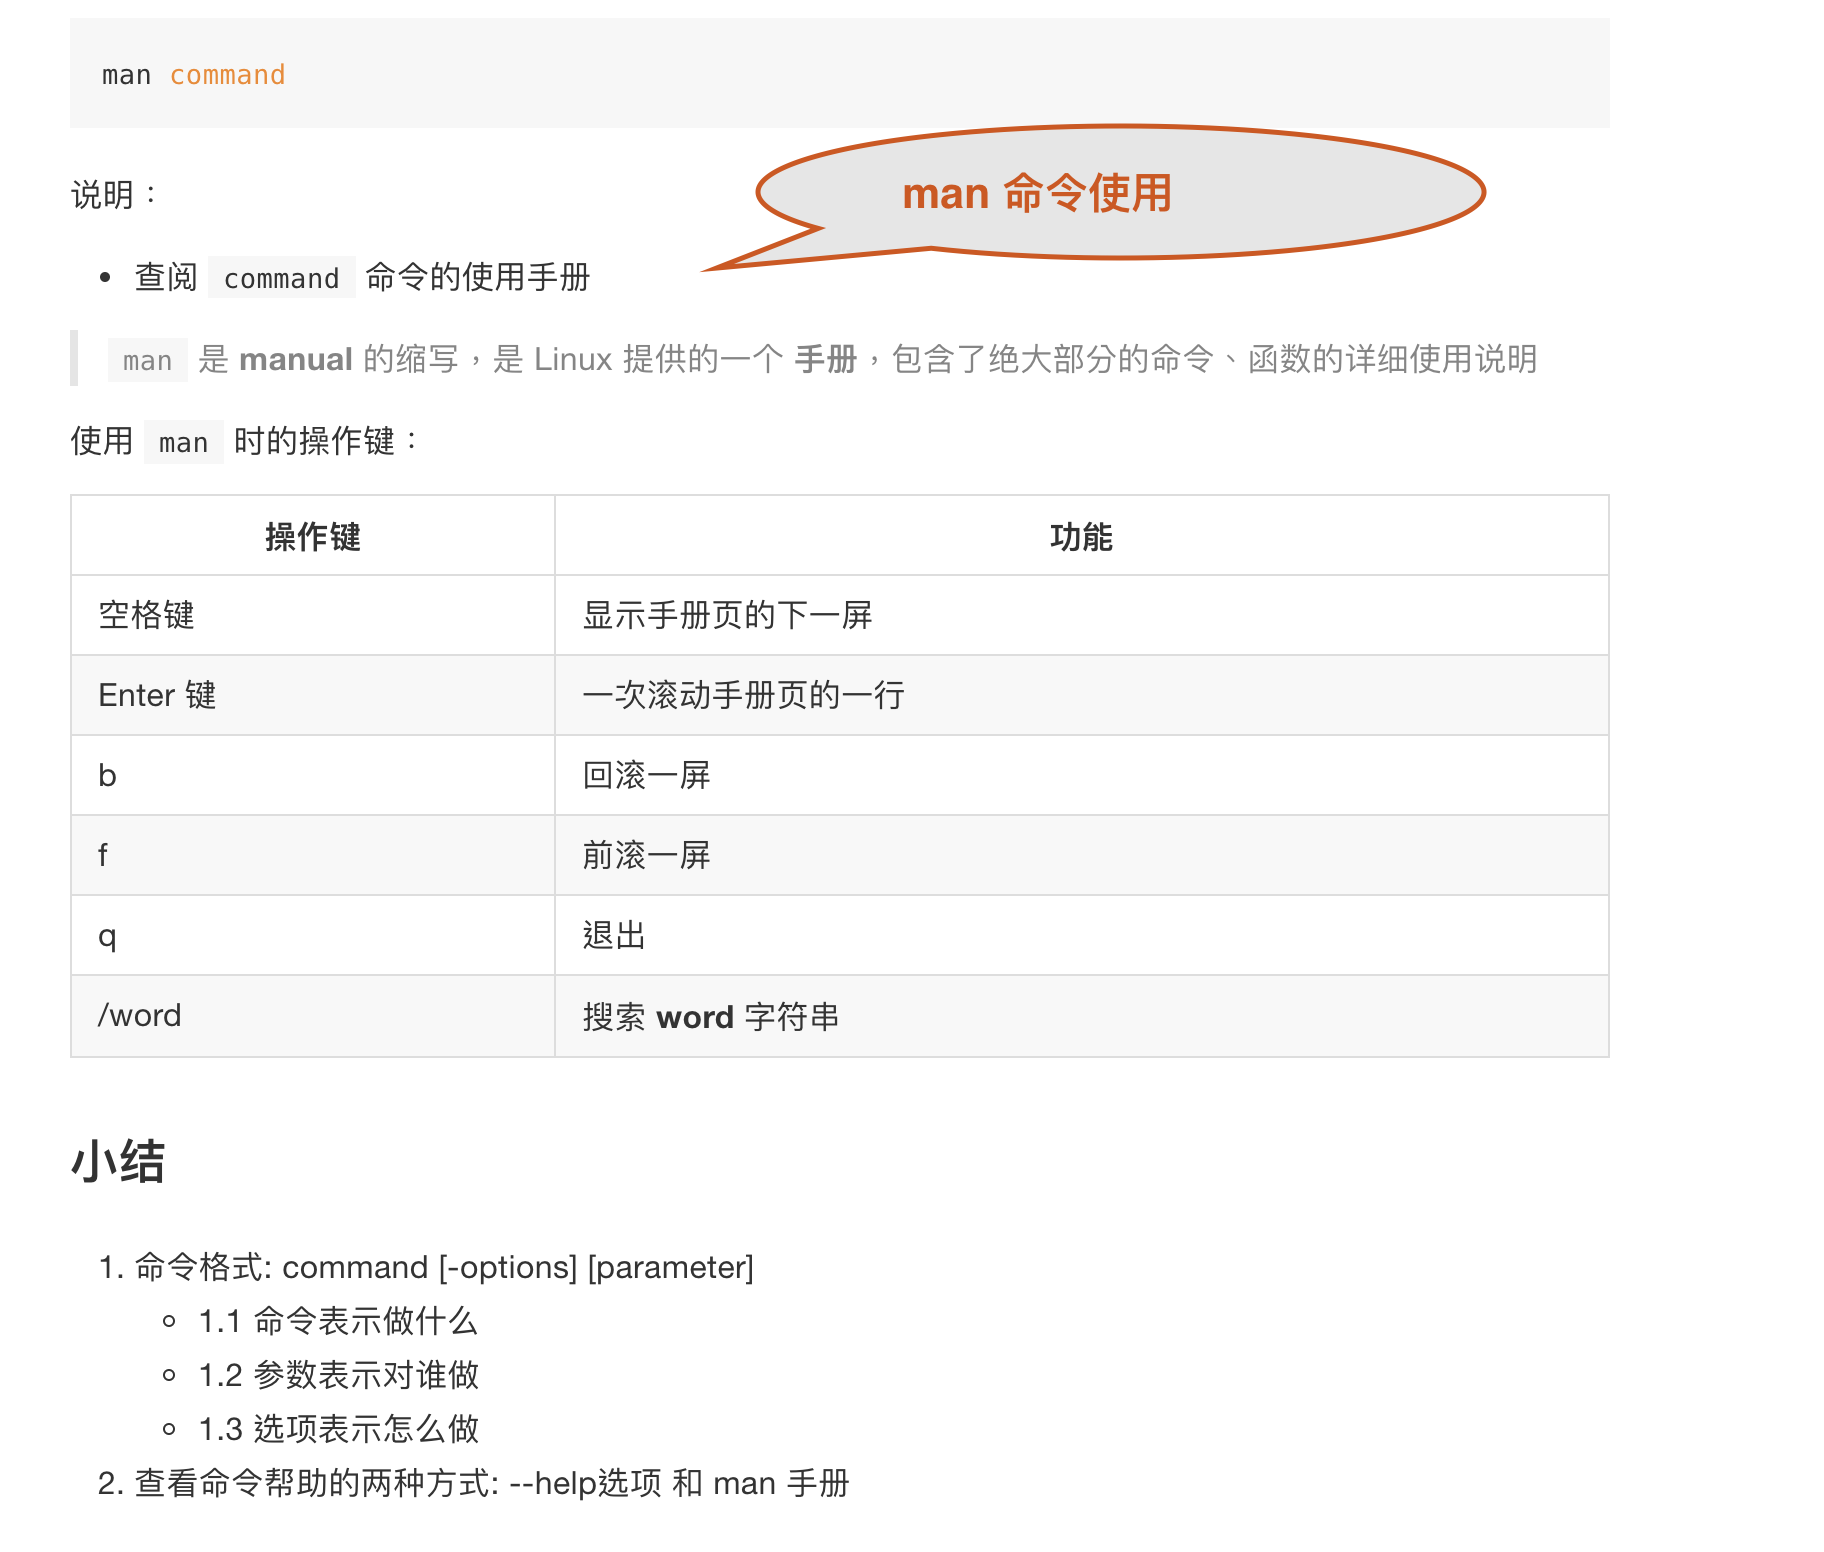 man command
man 命令使用
说明：
• 查阅 command 命令的使用手册
man 是 manual 的缩写，是 Linux 提供的一个 手册，包含了绝大部分的命令、函数的详细使用说明
使用 man 时的操作键：
操作键 功能
空格键 显示手册页的下一屏
Enter 键 一次滚动手册页的一行
b 回滚一屏
f 前滚一屏
q 退出
/word 搜索 word 字符串
小结
1. 命令格式: command [-options] [parameter]
◦ 1.1 命令表示做什么
◦ 1.2 参数表示对谁做
◦ 1.3 选项表示怎么做
2. 查看命令帮助的两种方式: --help选项 和 man 手册